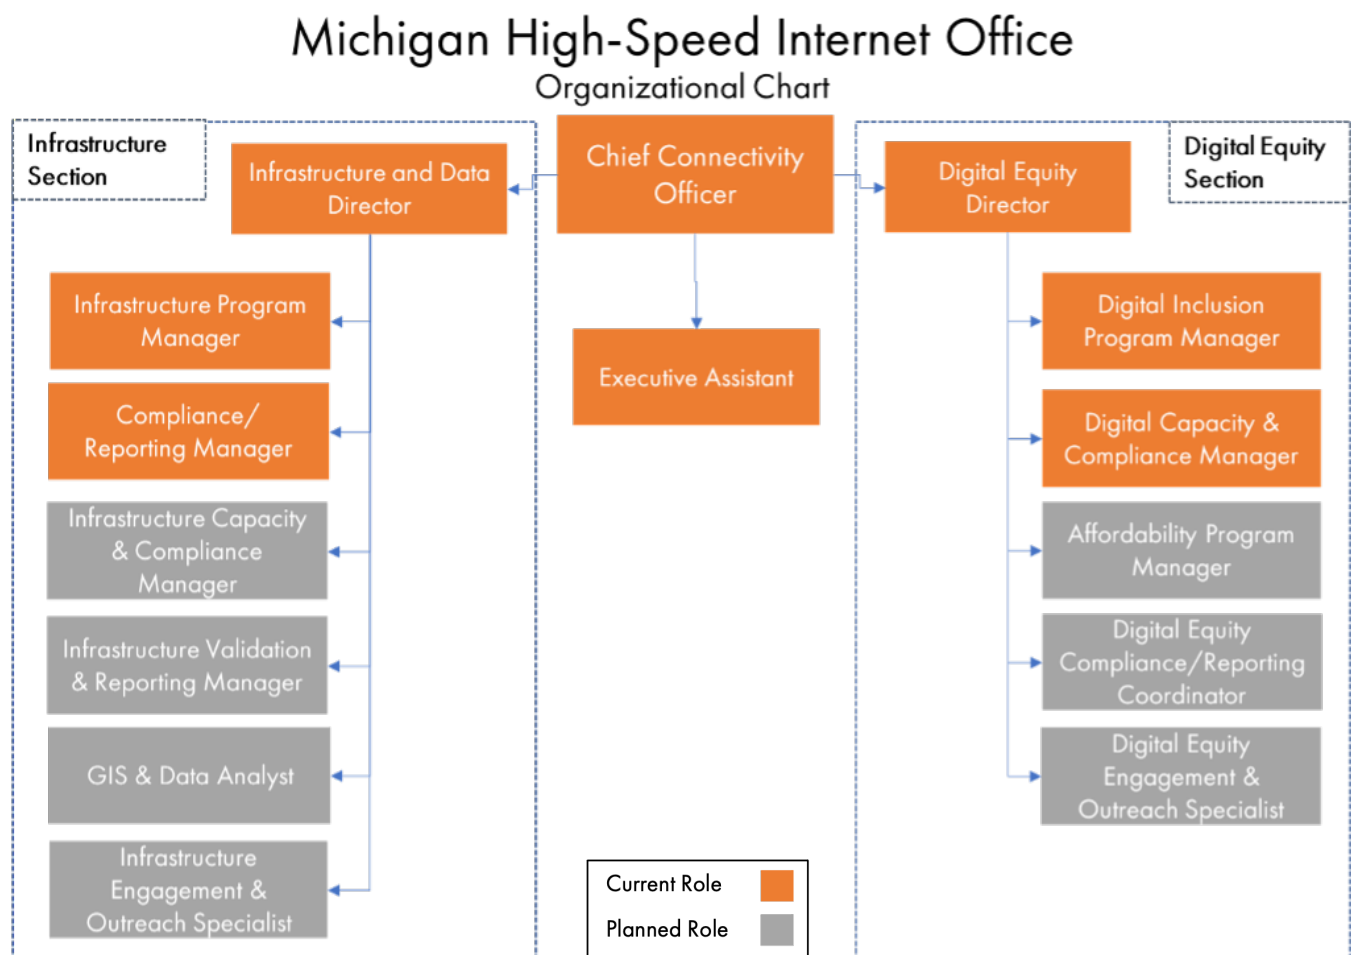 Michigan High-Speed Internet Office
Organizational Chart
Infrastructure
Section
Infrastructure and Data
Director
Infrastructure Program
Manager
Compliance/
Reporting Manager
Infrastructure Capacity
& Compliance
Manager
Infrastructure Validation
& Reporting Manager
GIS & Data Analyst
Infrastructure
Engagement &
Outreach Specialist
Chief Connectivity
Officer
Executive Assistant
Digital Equity
Section
Digital Equity
Director
Digital Inclusion
Program Manager
Digital Capacity &
Compliance Manager
Affordability Program
Manager
Digital Equity
Compliance/Reporting
Coordinator
Digital Equity
Engagement &
Outreach Specialist
Current Role
Planned Role